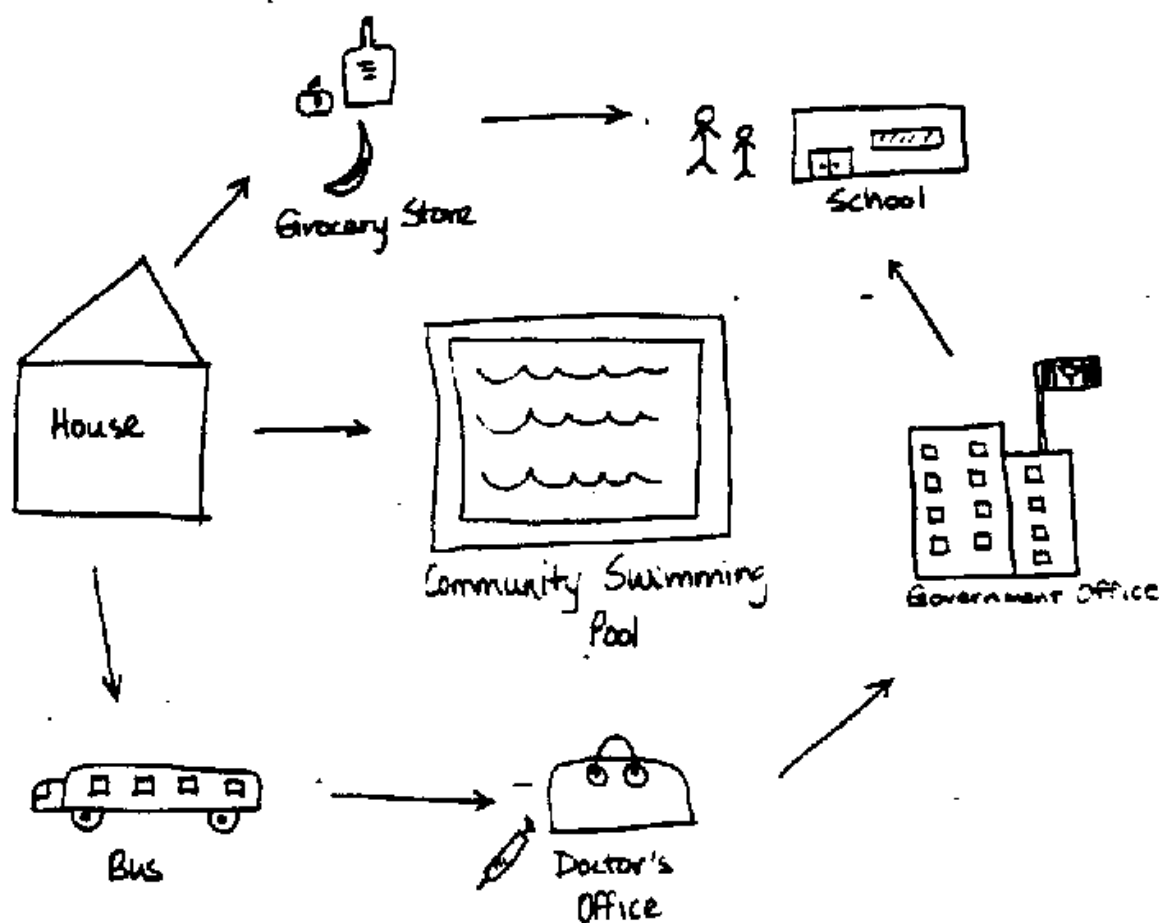 Grocery Store
School
House
Community Swimming
Pool
Government Office
Bus
Doctor's
Office